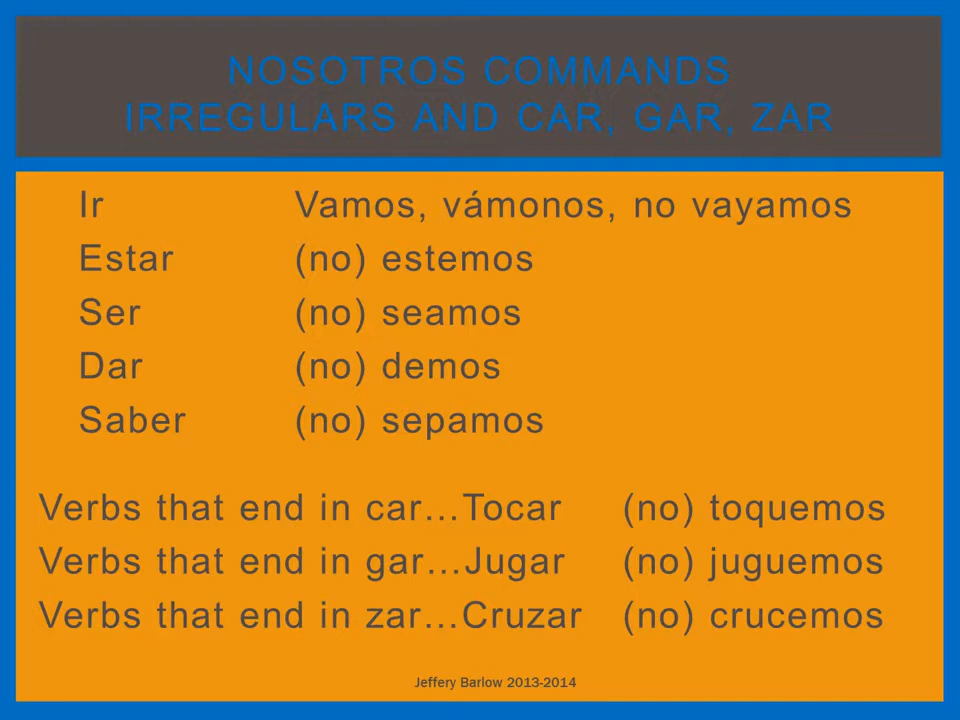 NOSOTROS COMMANDS
IRREGULARS AND CAR, GAR, ZAR
Ir Vamos, vámonos, no vayamos
Estar (no) estemos
Ser (no) seamos
Dar (no) demos
Saber (no) sepamos
Verbs that end in car...Tocar (no) toquemos
Verbs that end in gar...Jugar (no) juguemos
Verbs that end in zar...Cruzar (no) crucemos
Jeffery Barlow 2013-2014